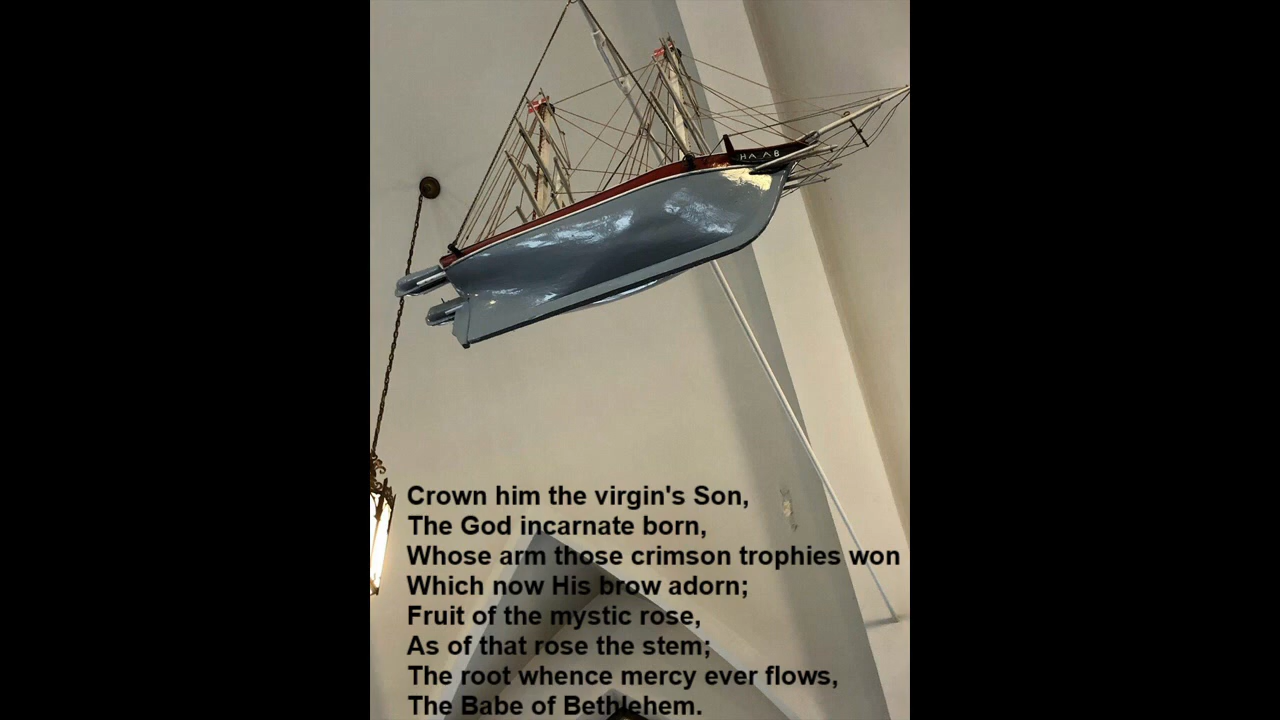 HAAB
Crown him the virgin's Son,
The God incarnate born,
Whose arm those crimson trophies won
Which now His brow adorn;
Fruit of the mystic rose,
As of that rose the stem;
The root whence mercy ever flows,
The Babe of Bethlehem.